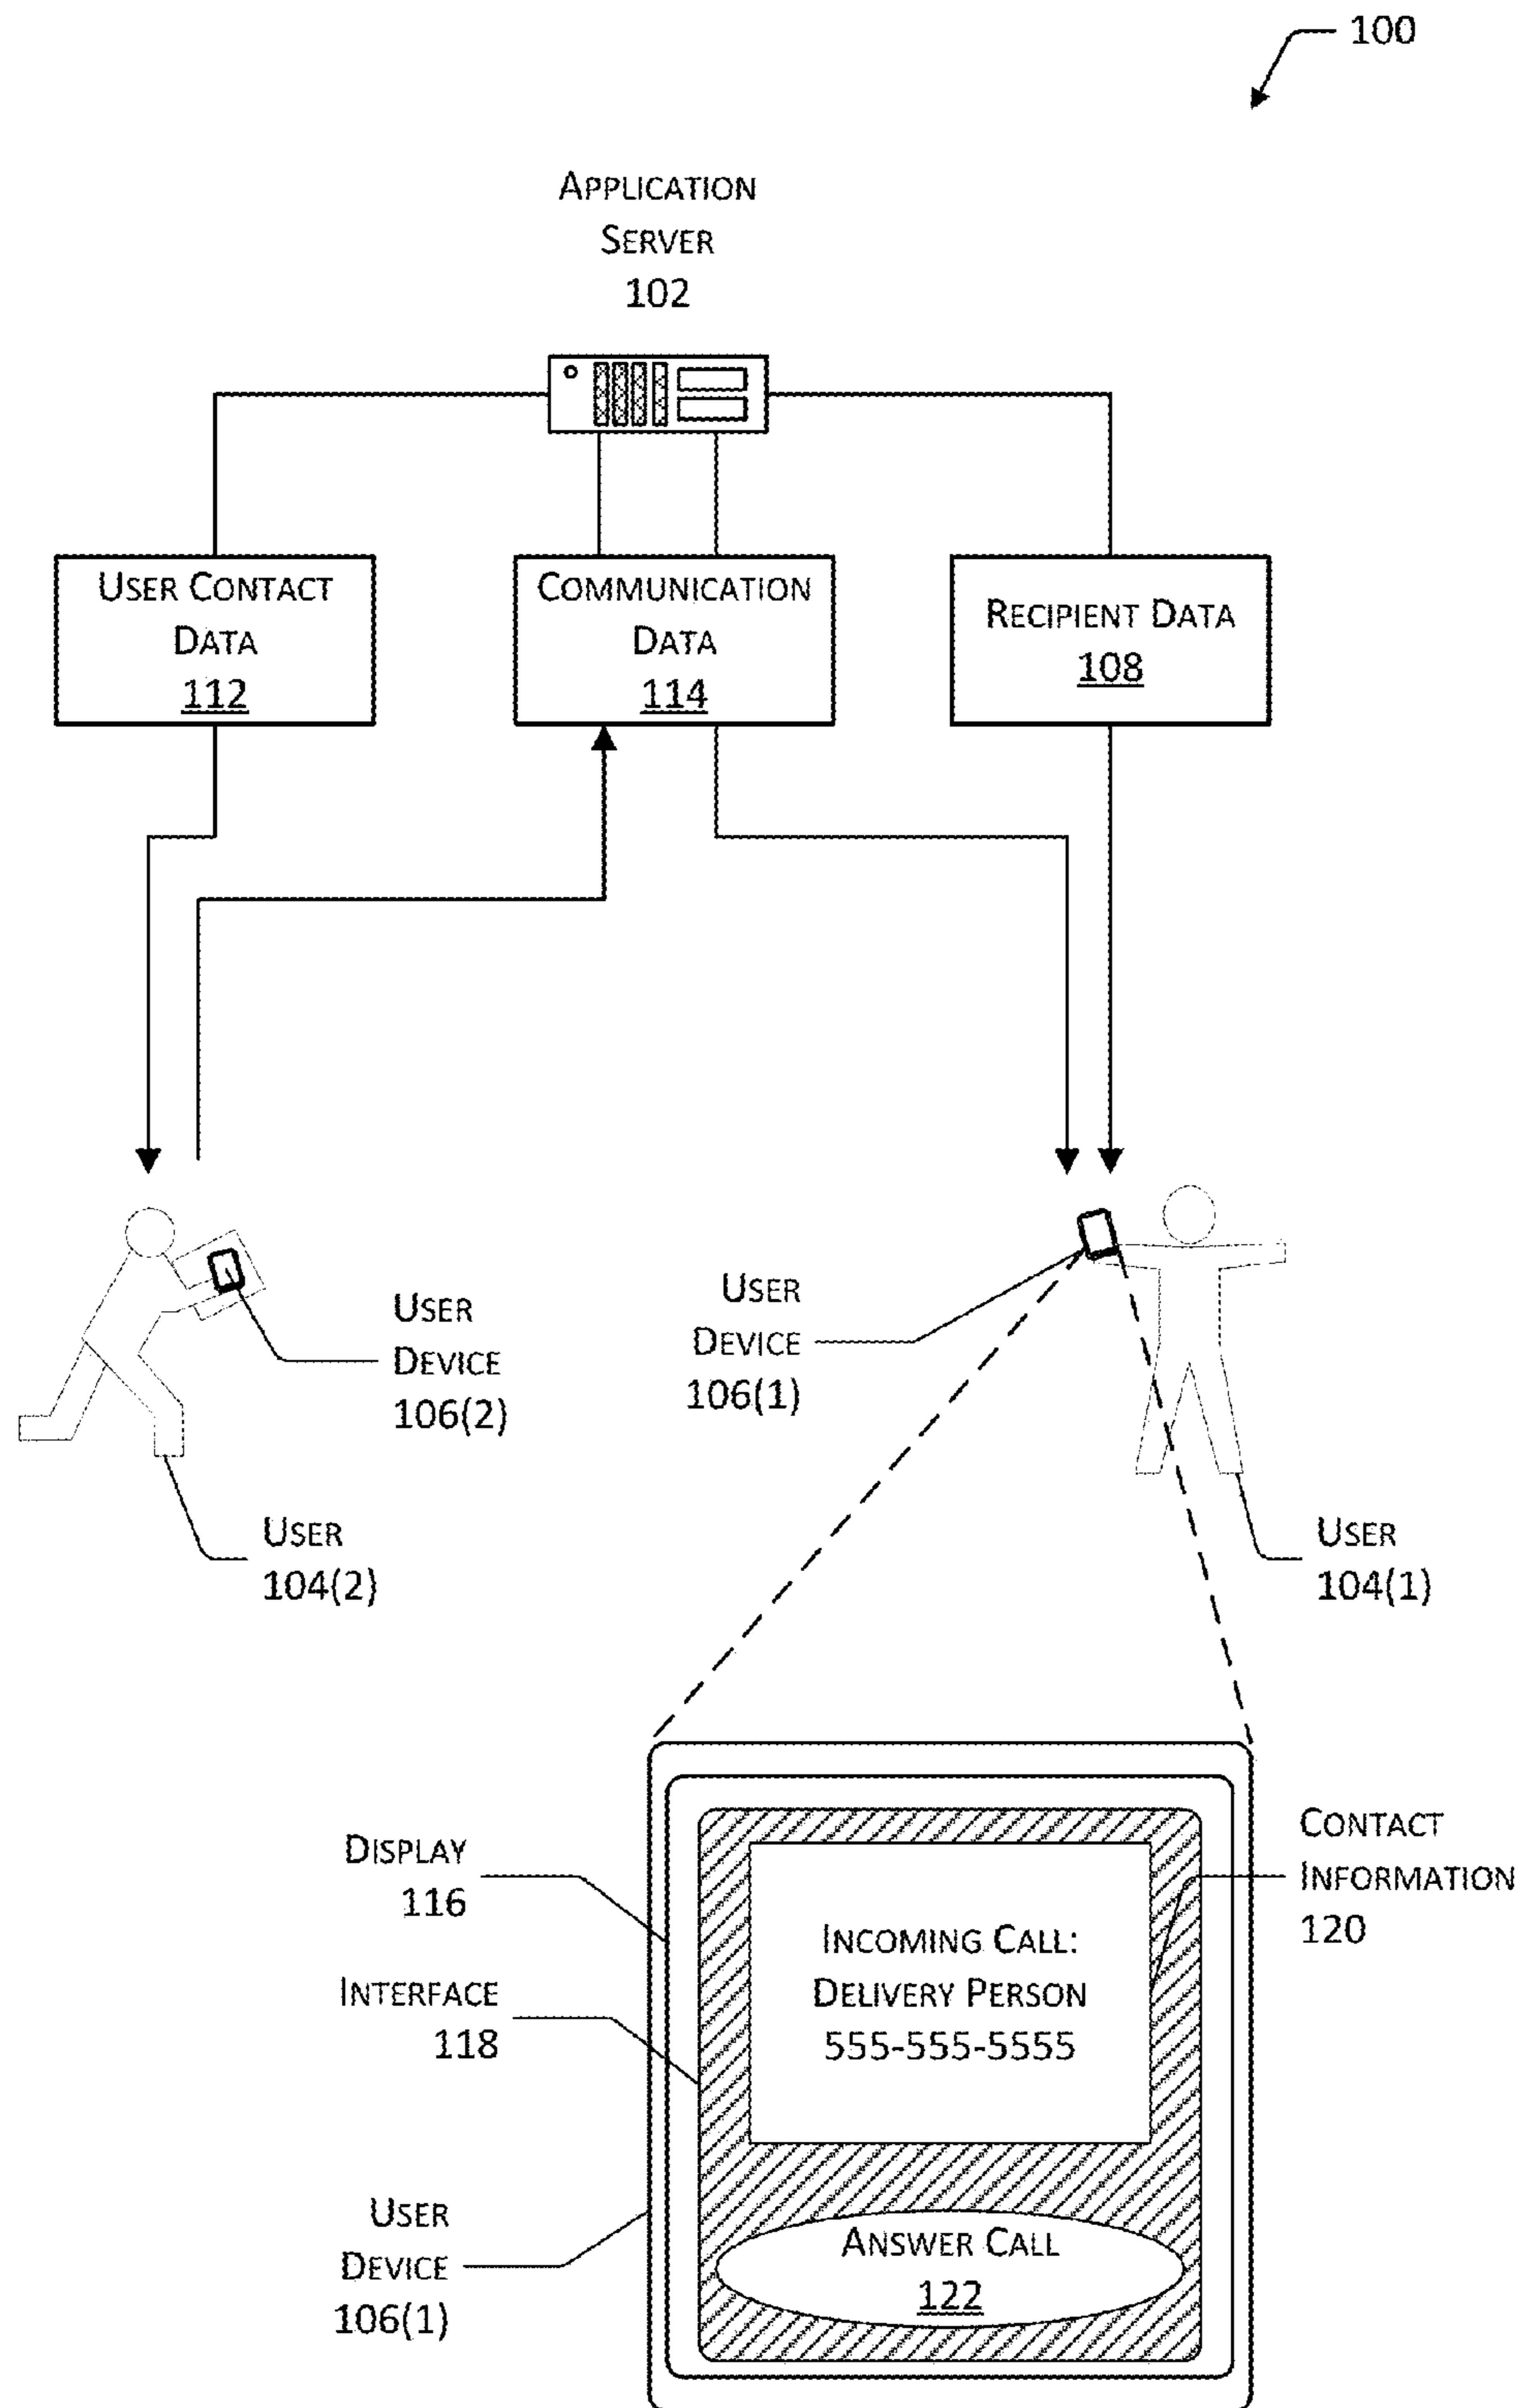 100
APPLICATION
SERVER
102
USER CONTACT
DATA
112
COMMUNICATION
DATA
114
RECIPIENT DATA
108
USER
DEVICE
106(2)
USER
DEVICE
106(1)
USER
104(2)
USER
104(1)
DISPLAY
116
INTERFACE
118
USER
DEVICE
106(1)
INCOMING CALL:
DELIVERY PERSON
555-555-5555
ANSWER CALL
122
CONTACT
INFORMATION
120